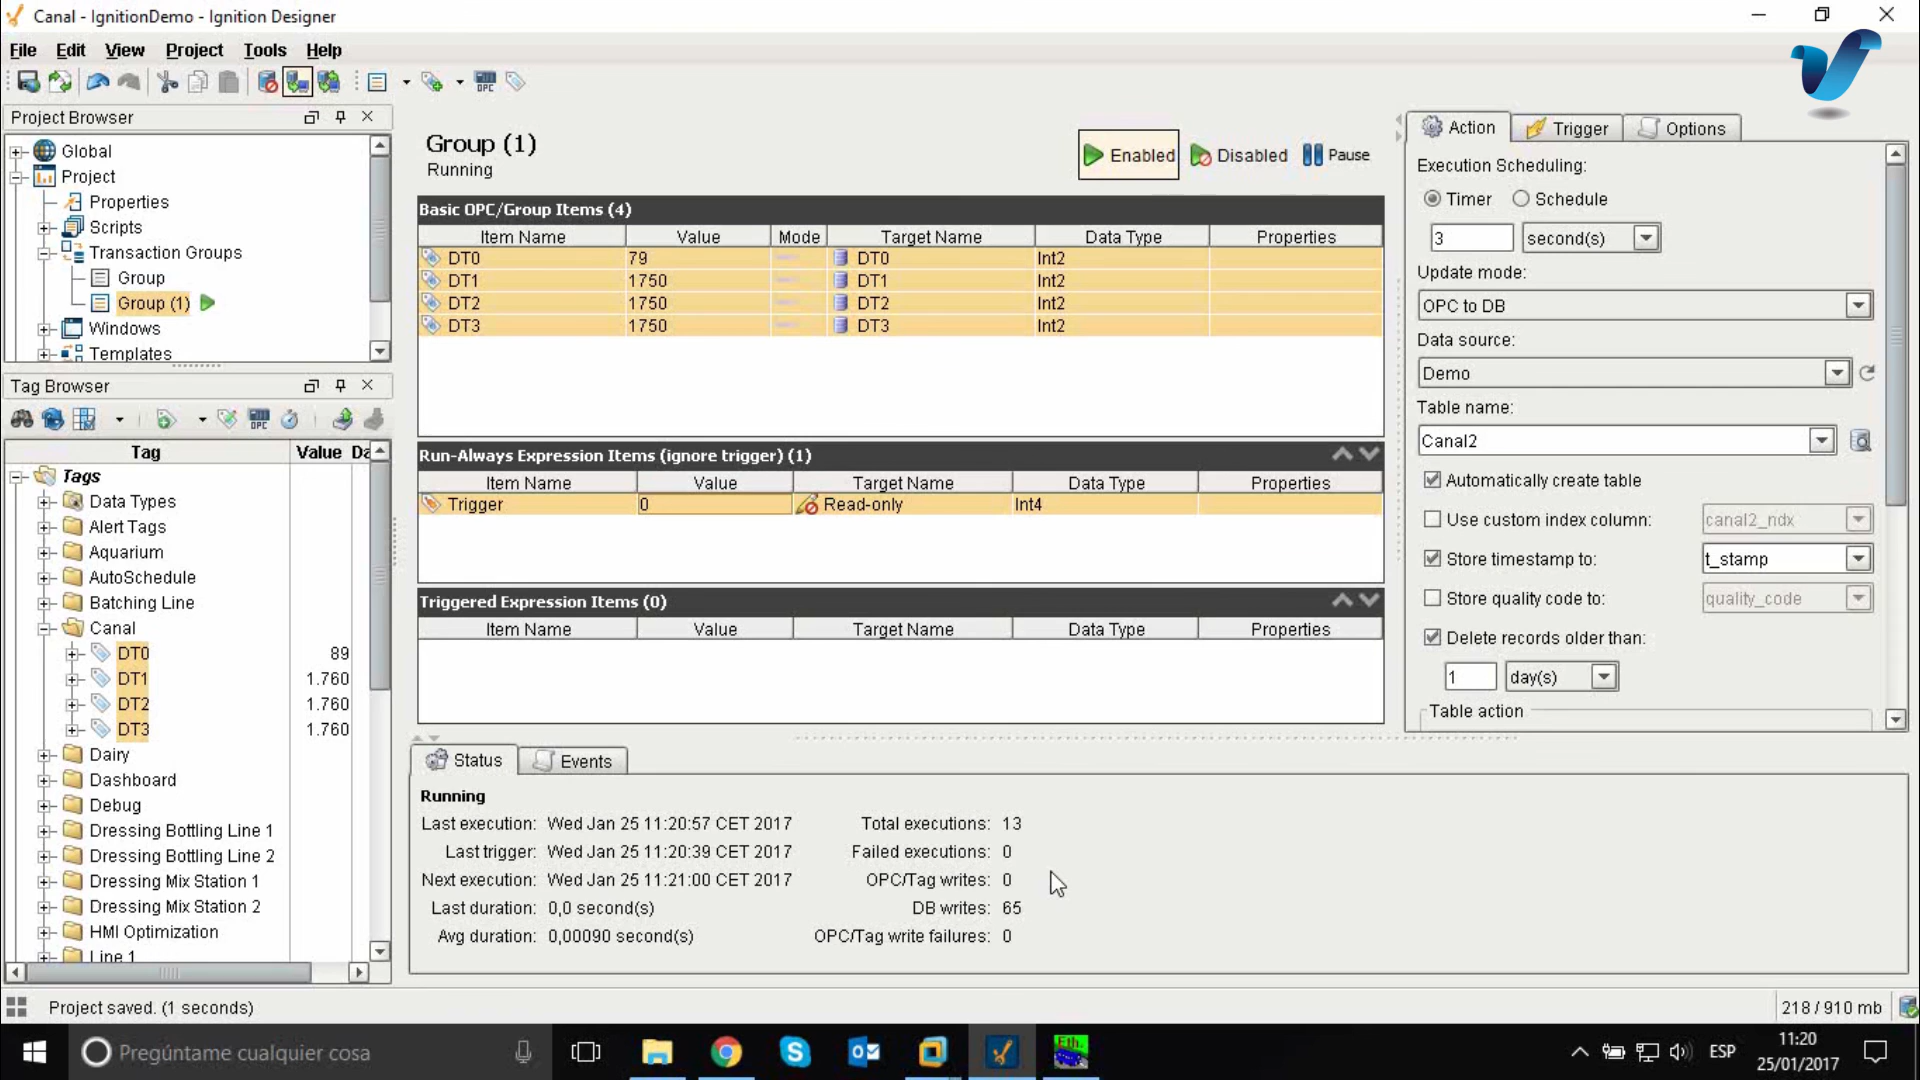 Canal - IgnitionDemo - Ignition Designer
File Edit View Project Tools Help
OPC
Project Browser
Global
Project
Properties
Scripts
Transaction Groups
Group
Group (1)
Windows
Templates
Tag Browser
OPC
Tag Value Da
Tags
Data Types
Alert Tags
Aquarium
AutoSchedule
Batching Line
Canal
DT0 89
DT1 1.760
DT2 1.760
DT3 1.760
Dairy
Dashboard
Debug
Dressing Bottling Line 1
Dressing Bottling Line 2
Dressing Mix Station 1
Dressing Mix Station 2
HMI Optimization
Line 1
Group (1)
Running
Enabled Disabled Pause
Basic OPC/Group Items (4)
Item Name Value Mode Target Name Data Type Properties
DT0 79 DT0 Int2
DT1 1750 DT1 Int2
DT2 1750 DT2 Int2
DT3 1750 DT3 Int2
Run-Always Expression Items (ignore trigger) (1)
Item Name Value Target Name Data Type Properties
Trigger 0 Read-only Int4
Triggered Expression Items (0)
Item Name Value Target Name Data Type Properties
Action Trigger Options
Execution Scheduling:
Timer Schedule
3 second(s)
Update mode:
OPC to DB
Data source:
Demo
Table name:
Canal2
Automatically create table
Use custom index column: canal2_ndx
Store timestamp to: t_stamp
Store quality code to: quality_code
Delete records older than:
1 day(s)
Table action
Status Events
Running
Last execution: Wed Jan 25 11:20:57 CET 2017 Total executions: 13
Last trigger: Wed Jan 25 11:20:39 CET 2017 Failed executions: 0
Next execution: Wed Jan 25 11:21:00 CET 2017 OPC/Tag writes: 0
Last duration: 0,0 second(s) DB writes: 65
Avg duration: 0,00090 second(s) OPC/Tag write failures: 0
Project saved. (1 seconds)
218 / 910 mb
Pregúntame cualquier cosa
Eth.
ESP
11:20
25/01/2017